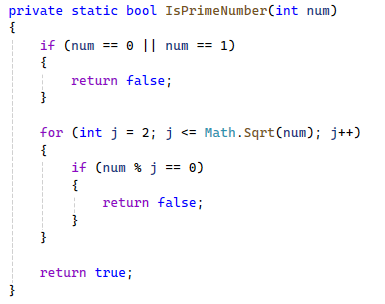 private static bool IsPrimeNumber(int num)
{
    if (num == 0 || num == 1)
    {
        return false;
    }

    for (int j = 2; j <= Math.Sqrt(num); j++)
    {
        if (num % j == 0)
        {
            return false;
        }
    }

    return true;
}